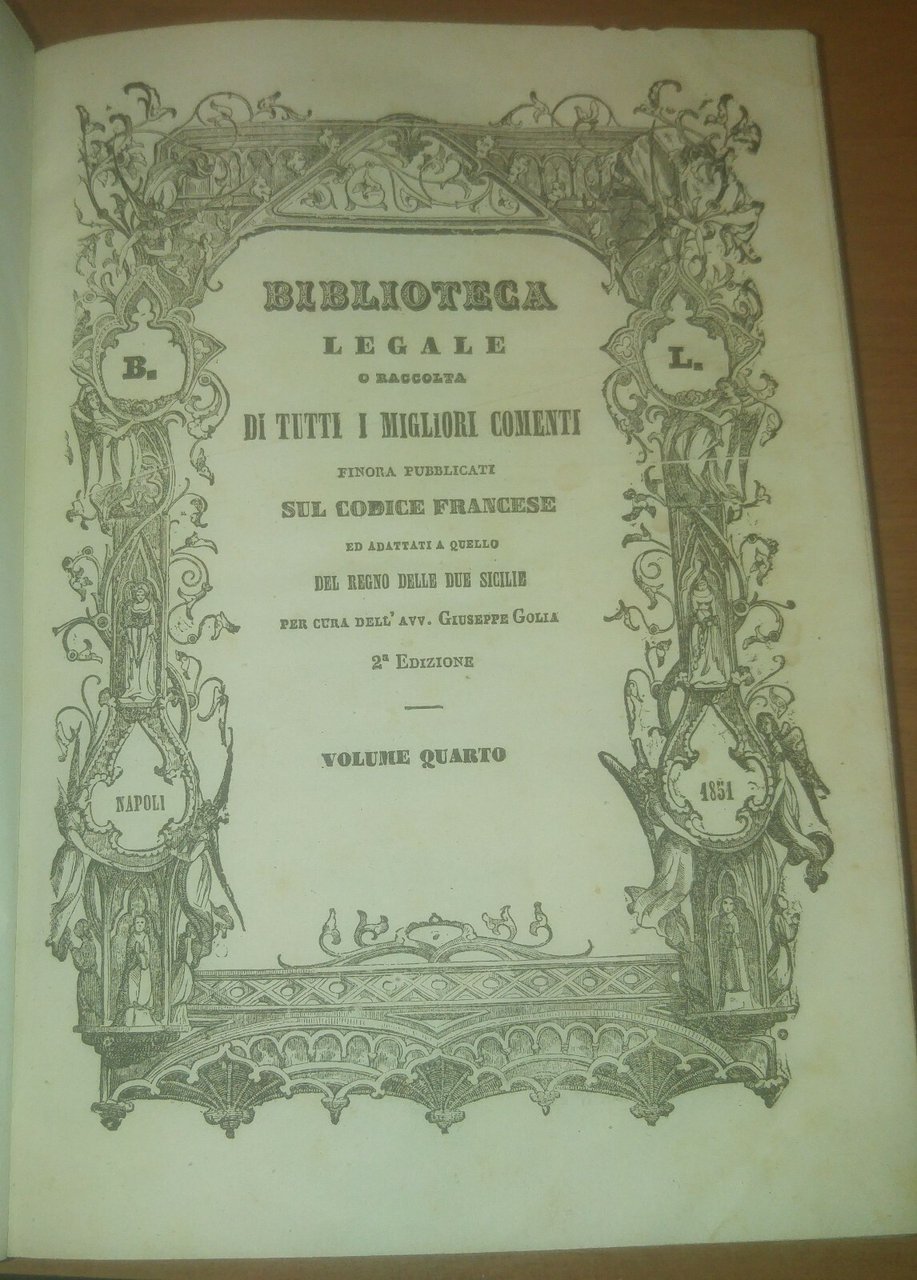 BIBLIOTECA
LEGALE
O RACCOLTA
DI TUTTI I MIGLIORI COMENTI
FINORA PUBBLICATI
SUL CODICE FRANCESE
ED ADATTATI A QUELLO
DEL REGNO DELLE DUE SICILIE
PER CURA DELL' AVV. GIUSEPPE GOLIA
2ª EDIZIONE
VOLUME QUARTO
B.
L.
NAPOLI
1851